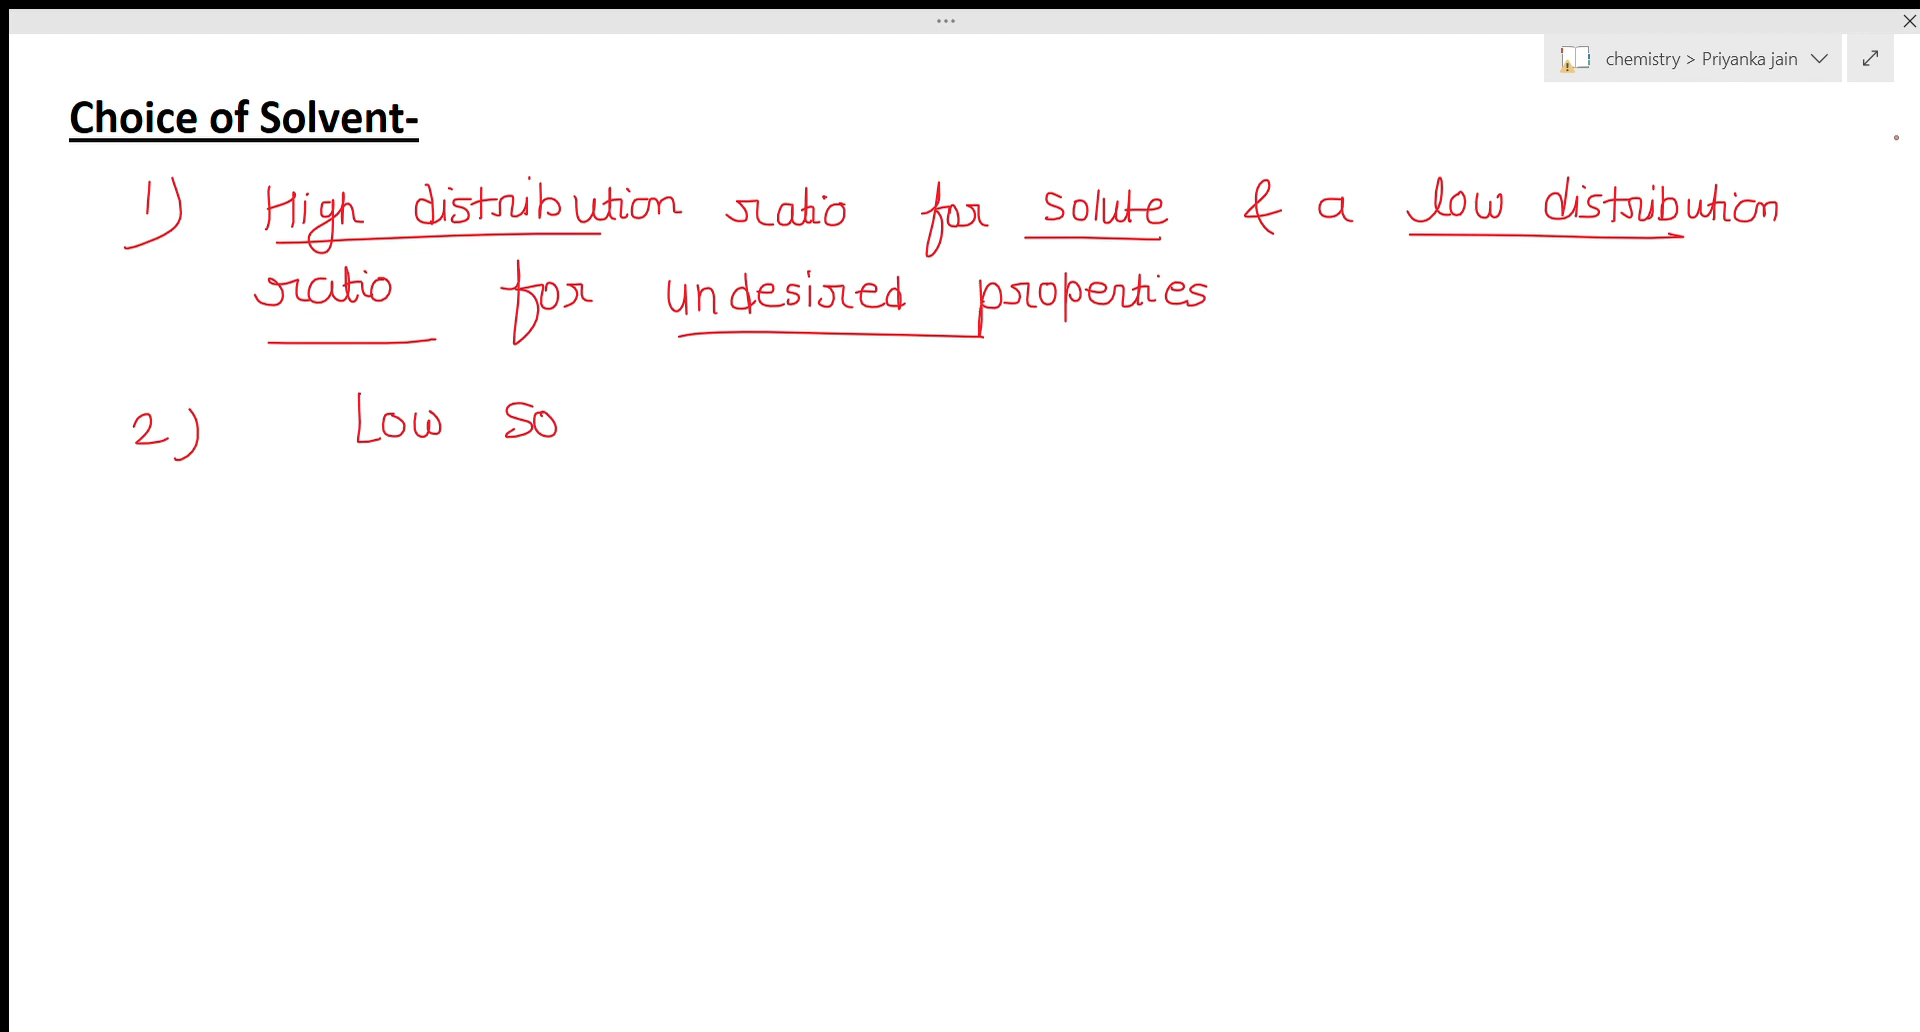 chemistry > Priyanka jain
Choice of Solvent-
1) High distribution ratio for solute & a low distribution
ratio for undesired properties
2) Low so